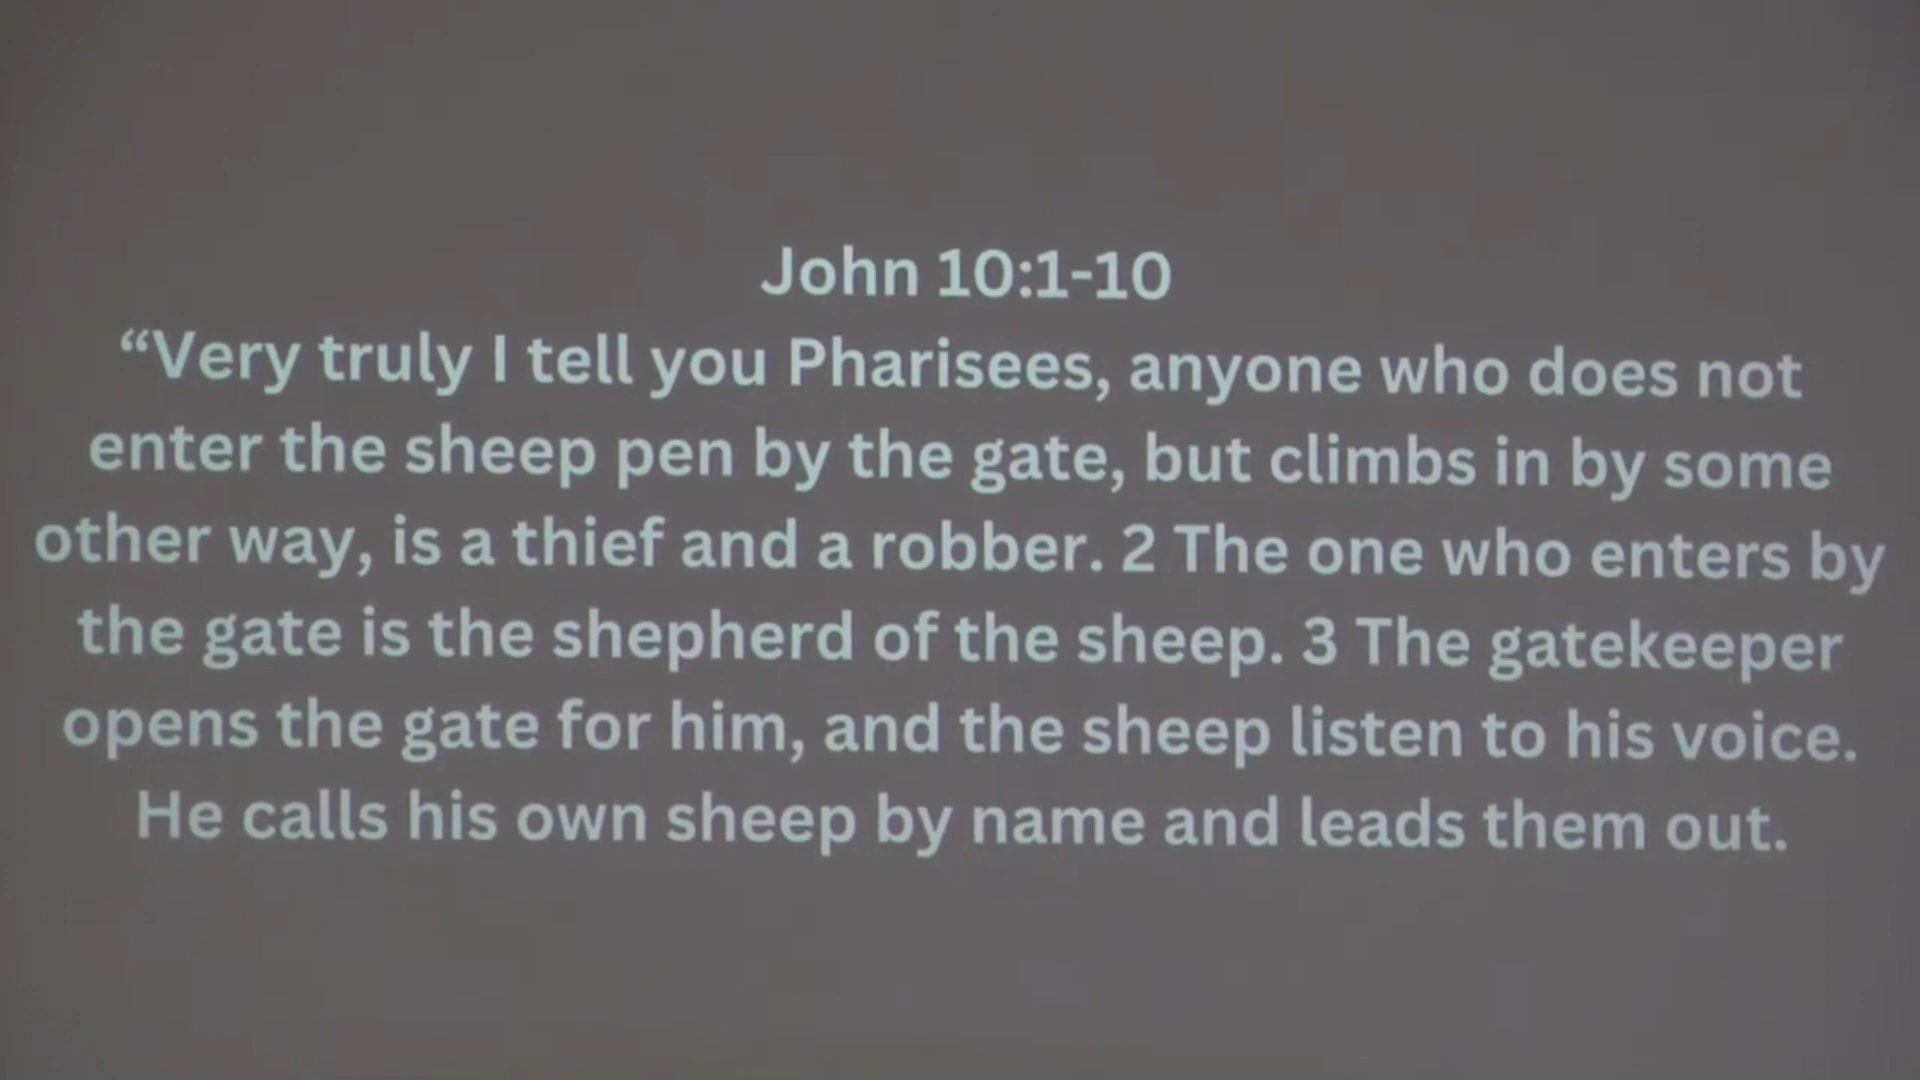 John 10:1-10
“Very truly I tell you Pharisees, anyone who does not
enter the sheep pen by the gate, but climbs in by some
other way, is a thief and a robber. 2 The one who enters by
the gate is the shepherd of the sheep. 3 The gatekeeper
opens the gate for him, and the sheep listen to his voice.
He calls his own sheep by name and leads them out.